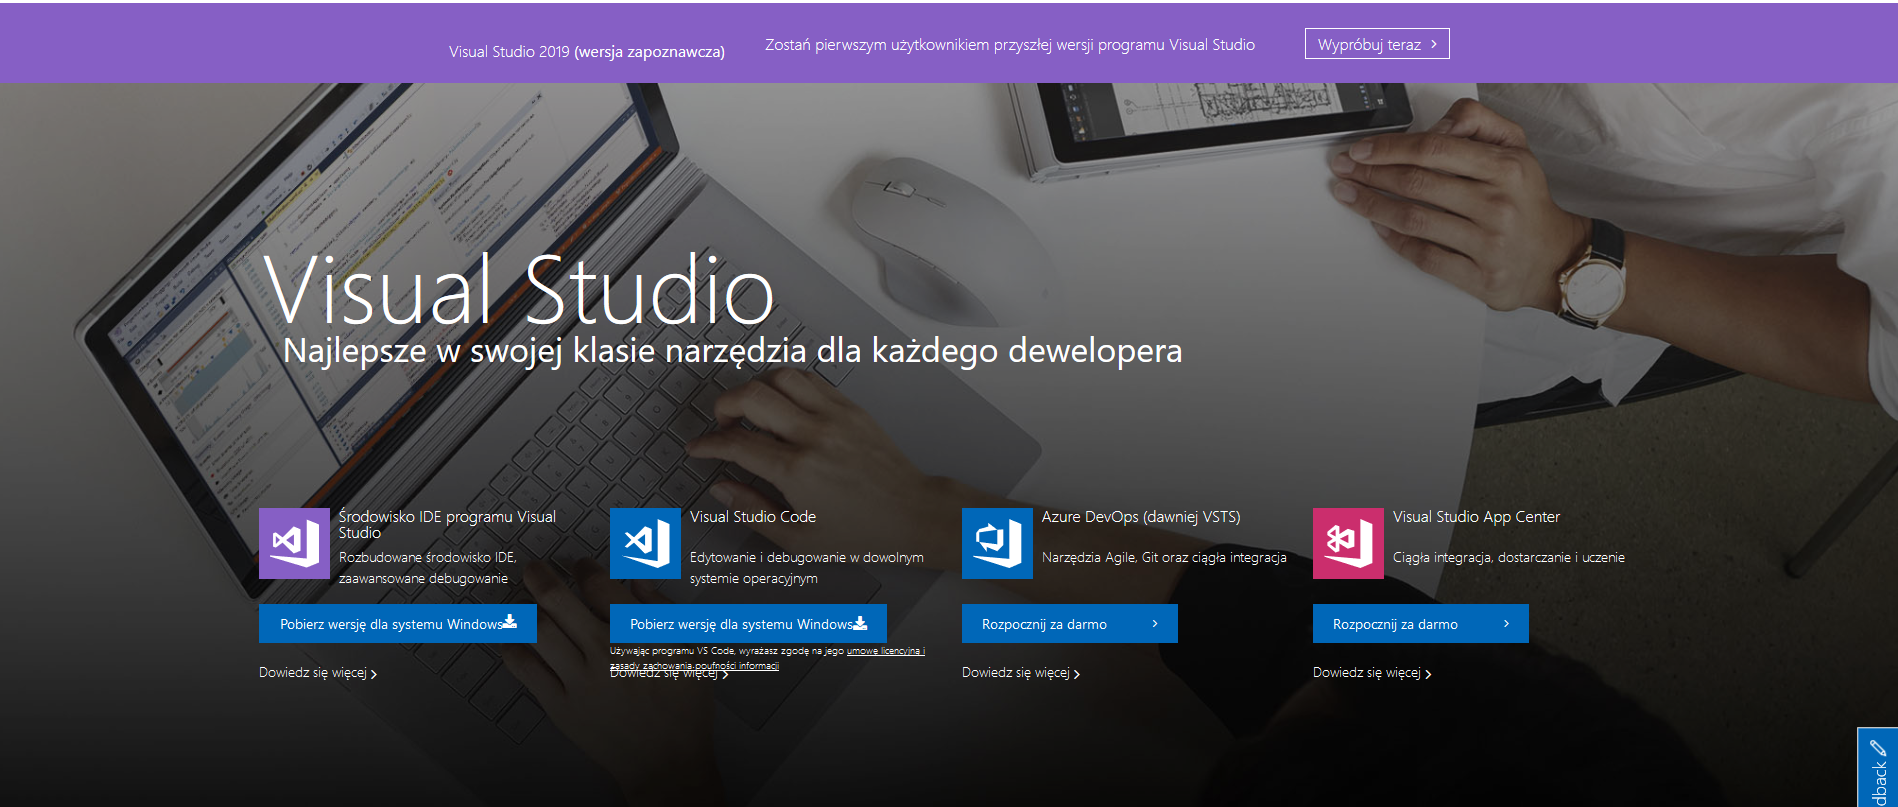 Visual Studio 2019 (wersja zapoznawcza)
Zostań pierwszym użytkownikiem przyszłej wersji programu Visual Studio
Wypróbuj teraz
Visual Studio
Najlepsze w swojej klasie narzędzia dla każdego dewelopera
Środowisko IDE programu Visual
Studio
Rozbudowane środowisko IDE,
zaawansowane debugowanie
Pobierz wersję dla systemu Windows
Dowiedz się więcej
Visual Studio Code
Edytowanie i debugowanie w dowolnym
systemie operacyjnym
Pobierz wersję dla systemu Windows
Używając programu VS Code, wyrażasz zgodę na jego umowę licencyjną i
zasady zachowania poufności informacji
Dowiedz się więcej
Azure DevOps (dawniej VSTS)
Narzędzia Agile, Git oraz ciągła integracja
Rozpocznij za darmo
Dowiedz się więcej
Visual Studio App Center
Ciągła integracja, dostarczanie i uczenie
Rozpocznij za darmo
Dowiedz się więcej
dback